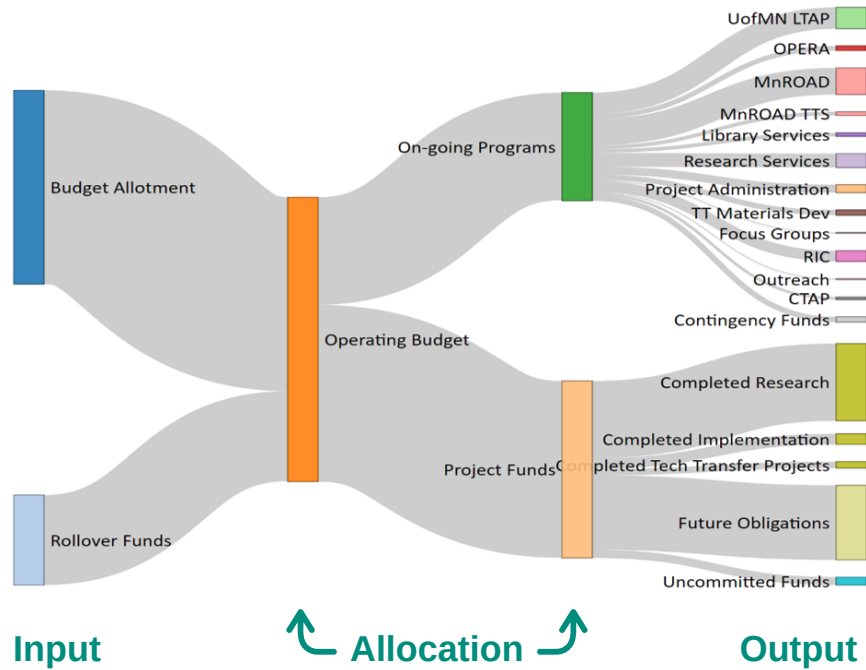 UofMN LTAP
OPERA
MnROAD
MnROAD TTS
Library Services
Research Services
Project Administration
TT Materials Dev
Focus Groups
RIC
Outreach
CTAP
Contingency Funds
On-going Programs
Budget Allotment
Operating Budget
Completed Research
Completed Implementation
Project Funds
Completed Tech Transfer Projects
Future Obligations
Rollover Funds
Uncommitted Funds
Input
Allocation
Output